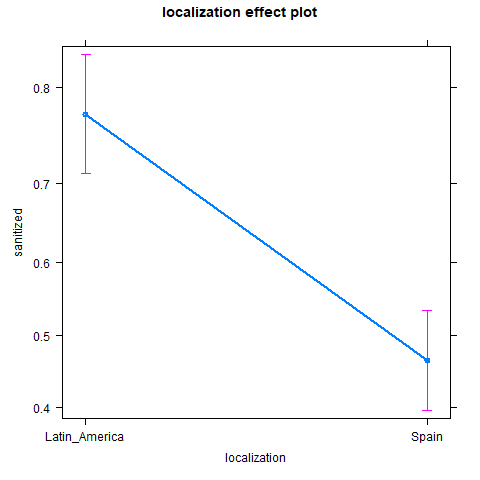 localization effect plot
0.8
0.7
0.6
0.5
0.4
sanitized
Latin_America
Spain
localization